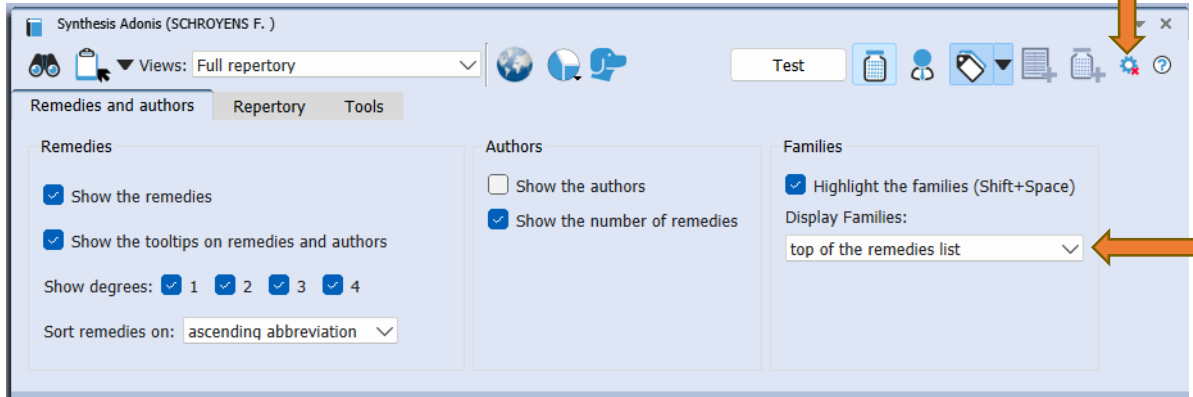 Synthesis Adonis (SCHROYENS F. )
Views: Full repertory
Test
Remedies and authors
Repertory
Tools
Remedies
Show the remedies
Show the tooltips on remedies and authors
Show degrees: 1 2 3 4
Sort remedies on: ascending abbreviation
Authors
Show the authors
Show the number of remedies
Families
Highlight the families (Shift+Space)
Display Families:
top of the remedies list